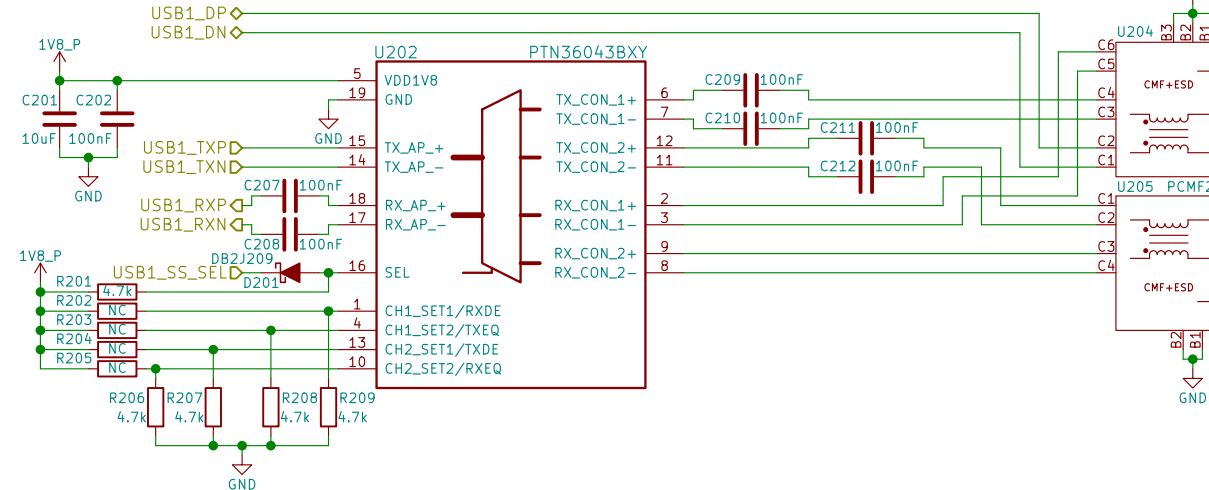 USB1_DP
USB1_DN
1V8_P
U202
PTN36043BXY
U204
B3
B2
B1
C6
C5
C4
C3
C2
C1
CMF+ESD
C201
C202
10uF
100nF
GND
5
VDD1V8
19
GND
GND
C209
100nF
TX_CON_1+
6
TX_CON_1-
7
C210
100nF
C211
100nF
USB1_TXP
15
TX_AP_+
TX_CON_2+
12
USB1_TXN
14
TX_AP_-
TX_CON_2-
11
C212
100nF
C207
100nF
USB1_RXP
18
RX_AP_+
RX_CON_1+
2
USB1_RXN
17
RX_AP_-
RX_CON_1-
3
C208
100nF
U205
PCMF2
C1
C2
C3
C4
CMF+ESD
B2
B1
GND
RX_CON_2+
9
RX_CON_2-
8
1V8_P
DB2J209
USB1_SS_SEL
D201
16
SEL
R201
4.7k
R202
NC
1
CH1_SET1/RXDE
R203
NC
4
CH1_SET2/TXEQ
R204
NC
13
CH2_SET1/TXDE
R205
NC
10
CH2_SET2/RXEQ
R206
4.7k
R207
4.7k
R208
4.7k
R209
4.7k
GND